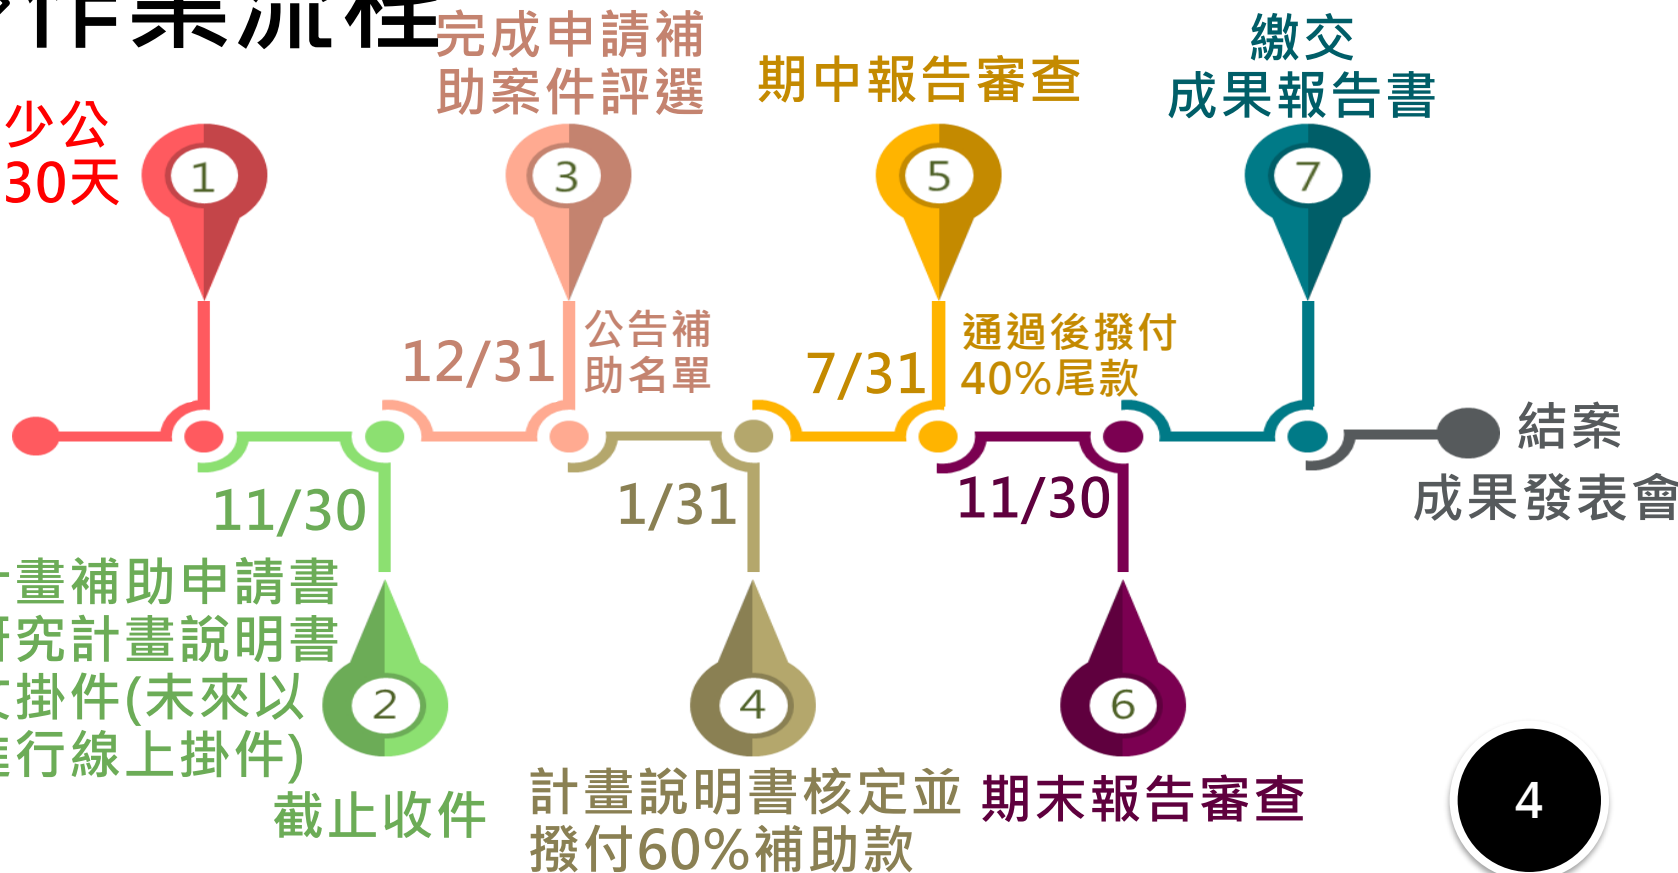 作業流程
少公
30天
1
11/30
畫補助申請書
究計畫說明書
掛件(未來以
行線上掛件)
2
截止收件
完成申請補
助案件評選
3
12/31
公告補
助名單
1/31
4
計畫說明書核定並
撥付60%補助款
期中報告審查
5
7/31
通過後撥付
40%尾款
11/30
6
期末報告審查
繳交
成果報告書
7
結案
成果發表會
4